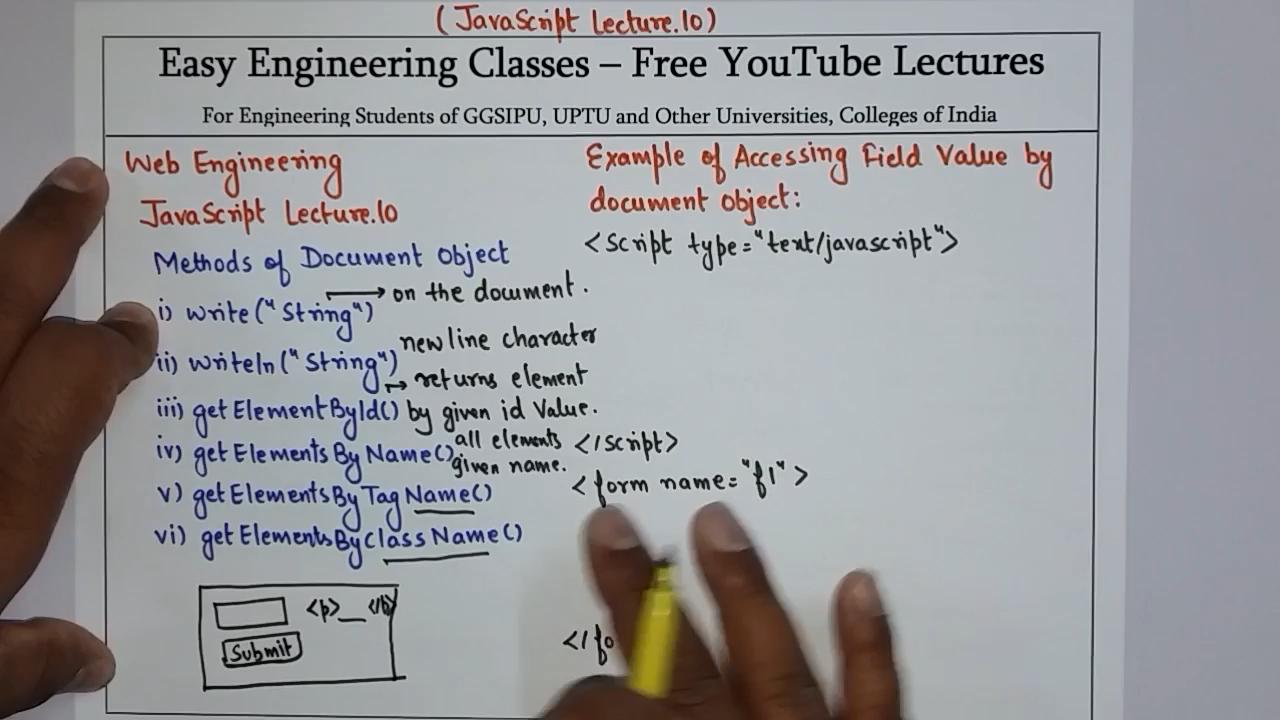 (JavaScript Lecture.10)
Easy Engineering Classes – Free YouTube Lectures
For Engineering Students of GGSIPU, UPTU and Other Universities, Colleges of India
Web Engineering
JavaScript Lecture.10
Methods of Document Object
i) write("String") → on the document.
ii) writeln("String") newline character
→ returns element
iii) getElementById() by given id Value.
iv) getElementsByName() all elements
given name.
v) getElementsByTagName()
vi) getElementsByClassName()
<p>__</p>
Submit
Example of Accessing Field Value by
document object:
<script type="text/javascript">
</script>
<form name="f1">
</fo